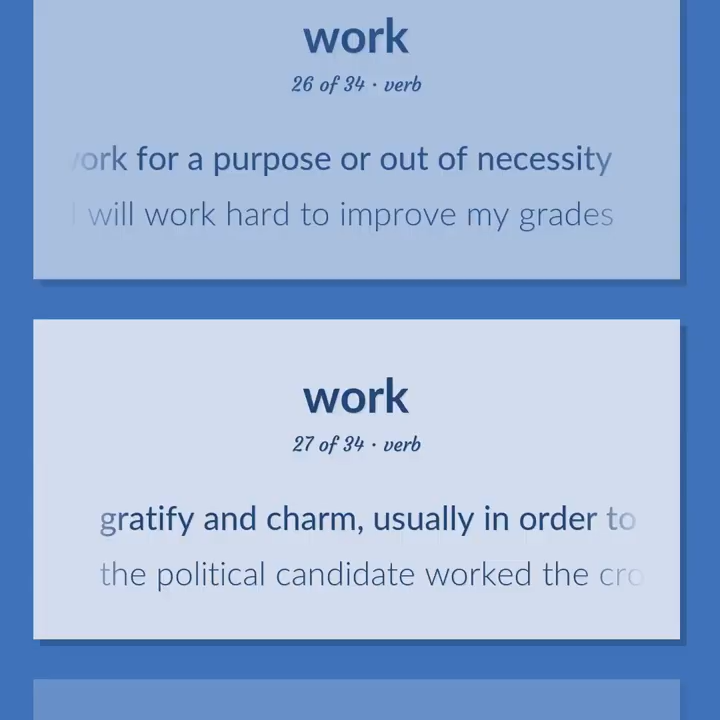 work
26 of 34 · verb
work for a purpose or out of necessity
I will work hard to improve my grades
work
27 of 34 · verb
gratify and charm, usually in order to
the political candidate worked the cro